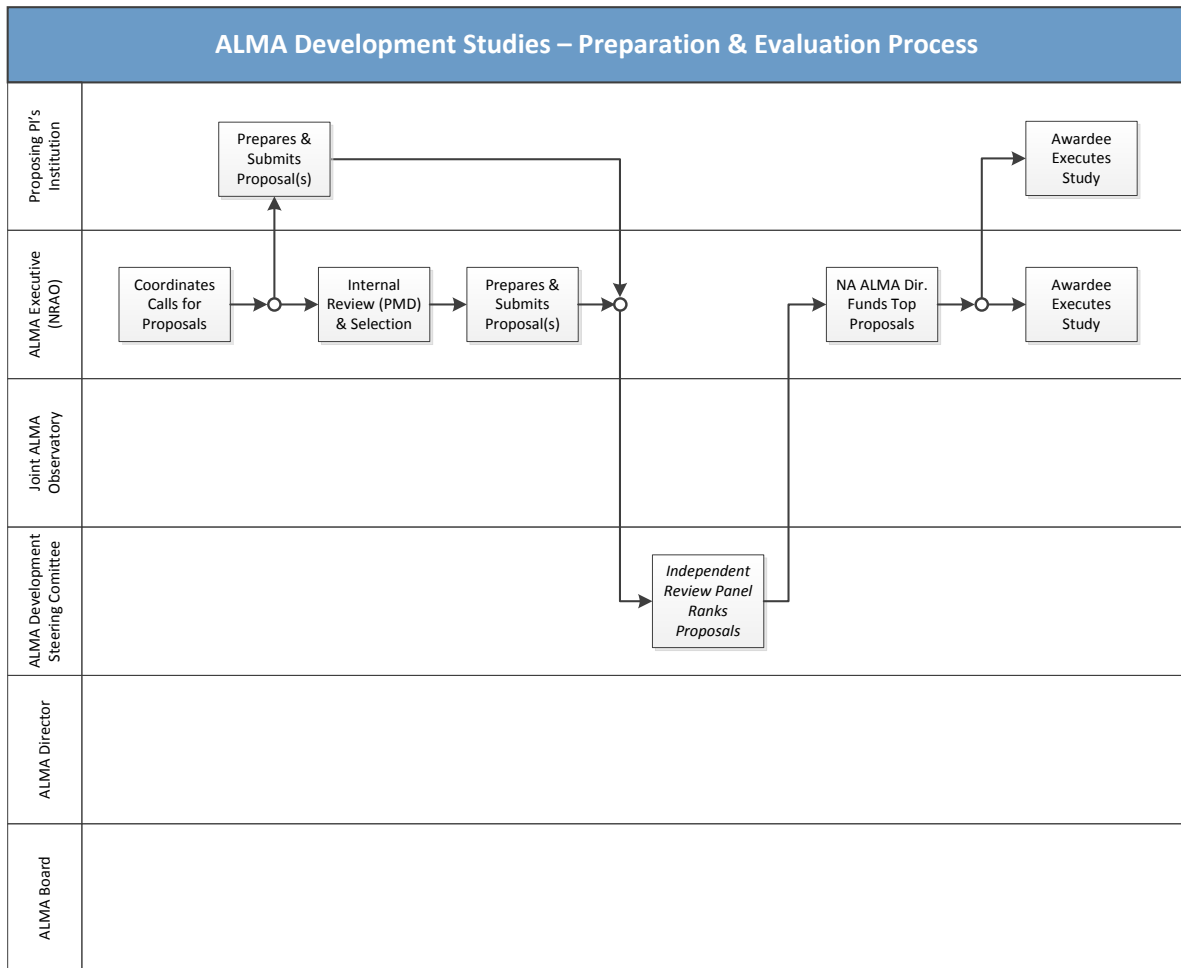 ALMA Development Studies – Preparation & Evaluation Process
Proposing PI's
Institution
Prepares &
Submits
Proposal(s)
Awardee
Executes
Study
ALMA Executive
(NRAO)
Coordinates
Calls for
Proposals
Internal
Review (PMD)
& Selection
Prepares &
Submits
Proposal(s)
NA ALMA Dir.
Funds Top
Proposals
Awardee
Executes
Study
Joint ALMA
Observatory
ALMA Development
Steering Comittee
Independent
Review Panel
Ranks
Proposals
ALMA Director
ALMA Board